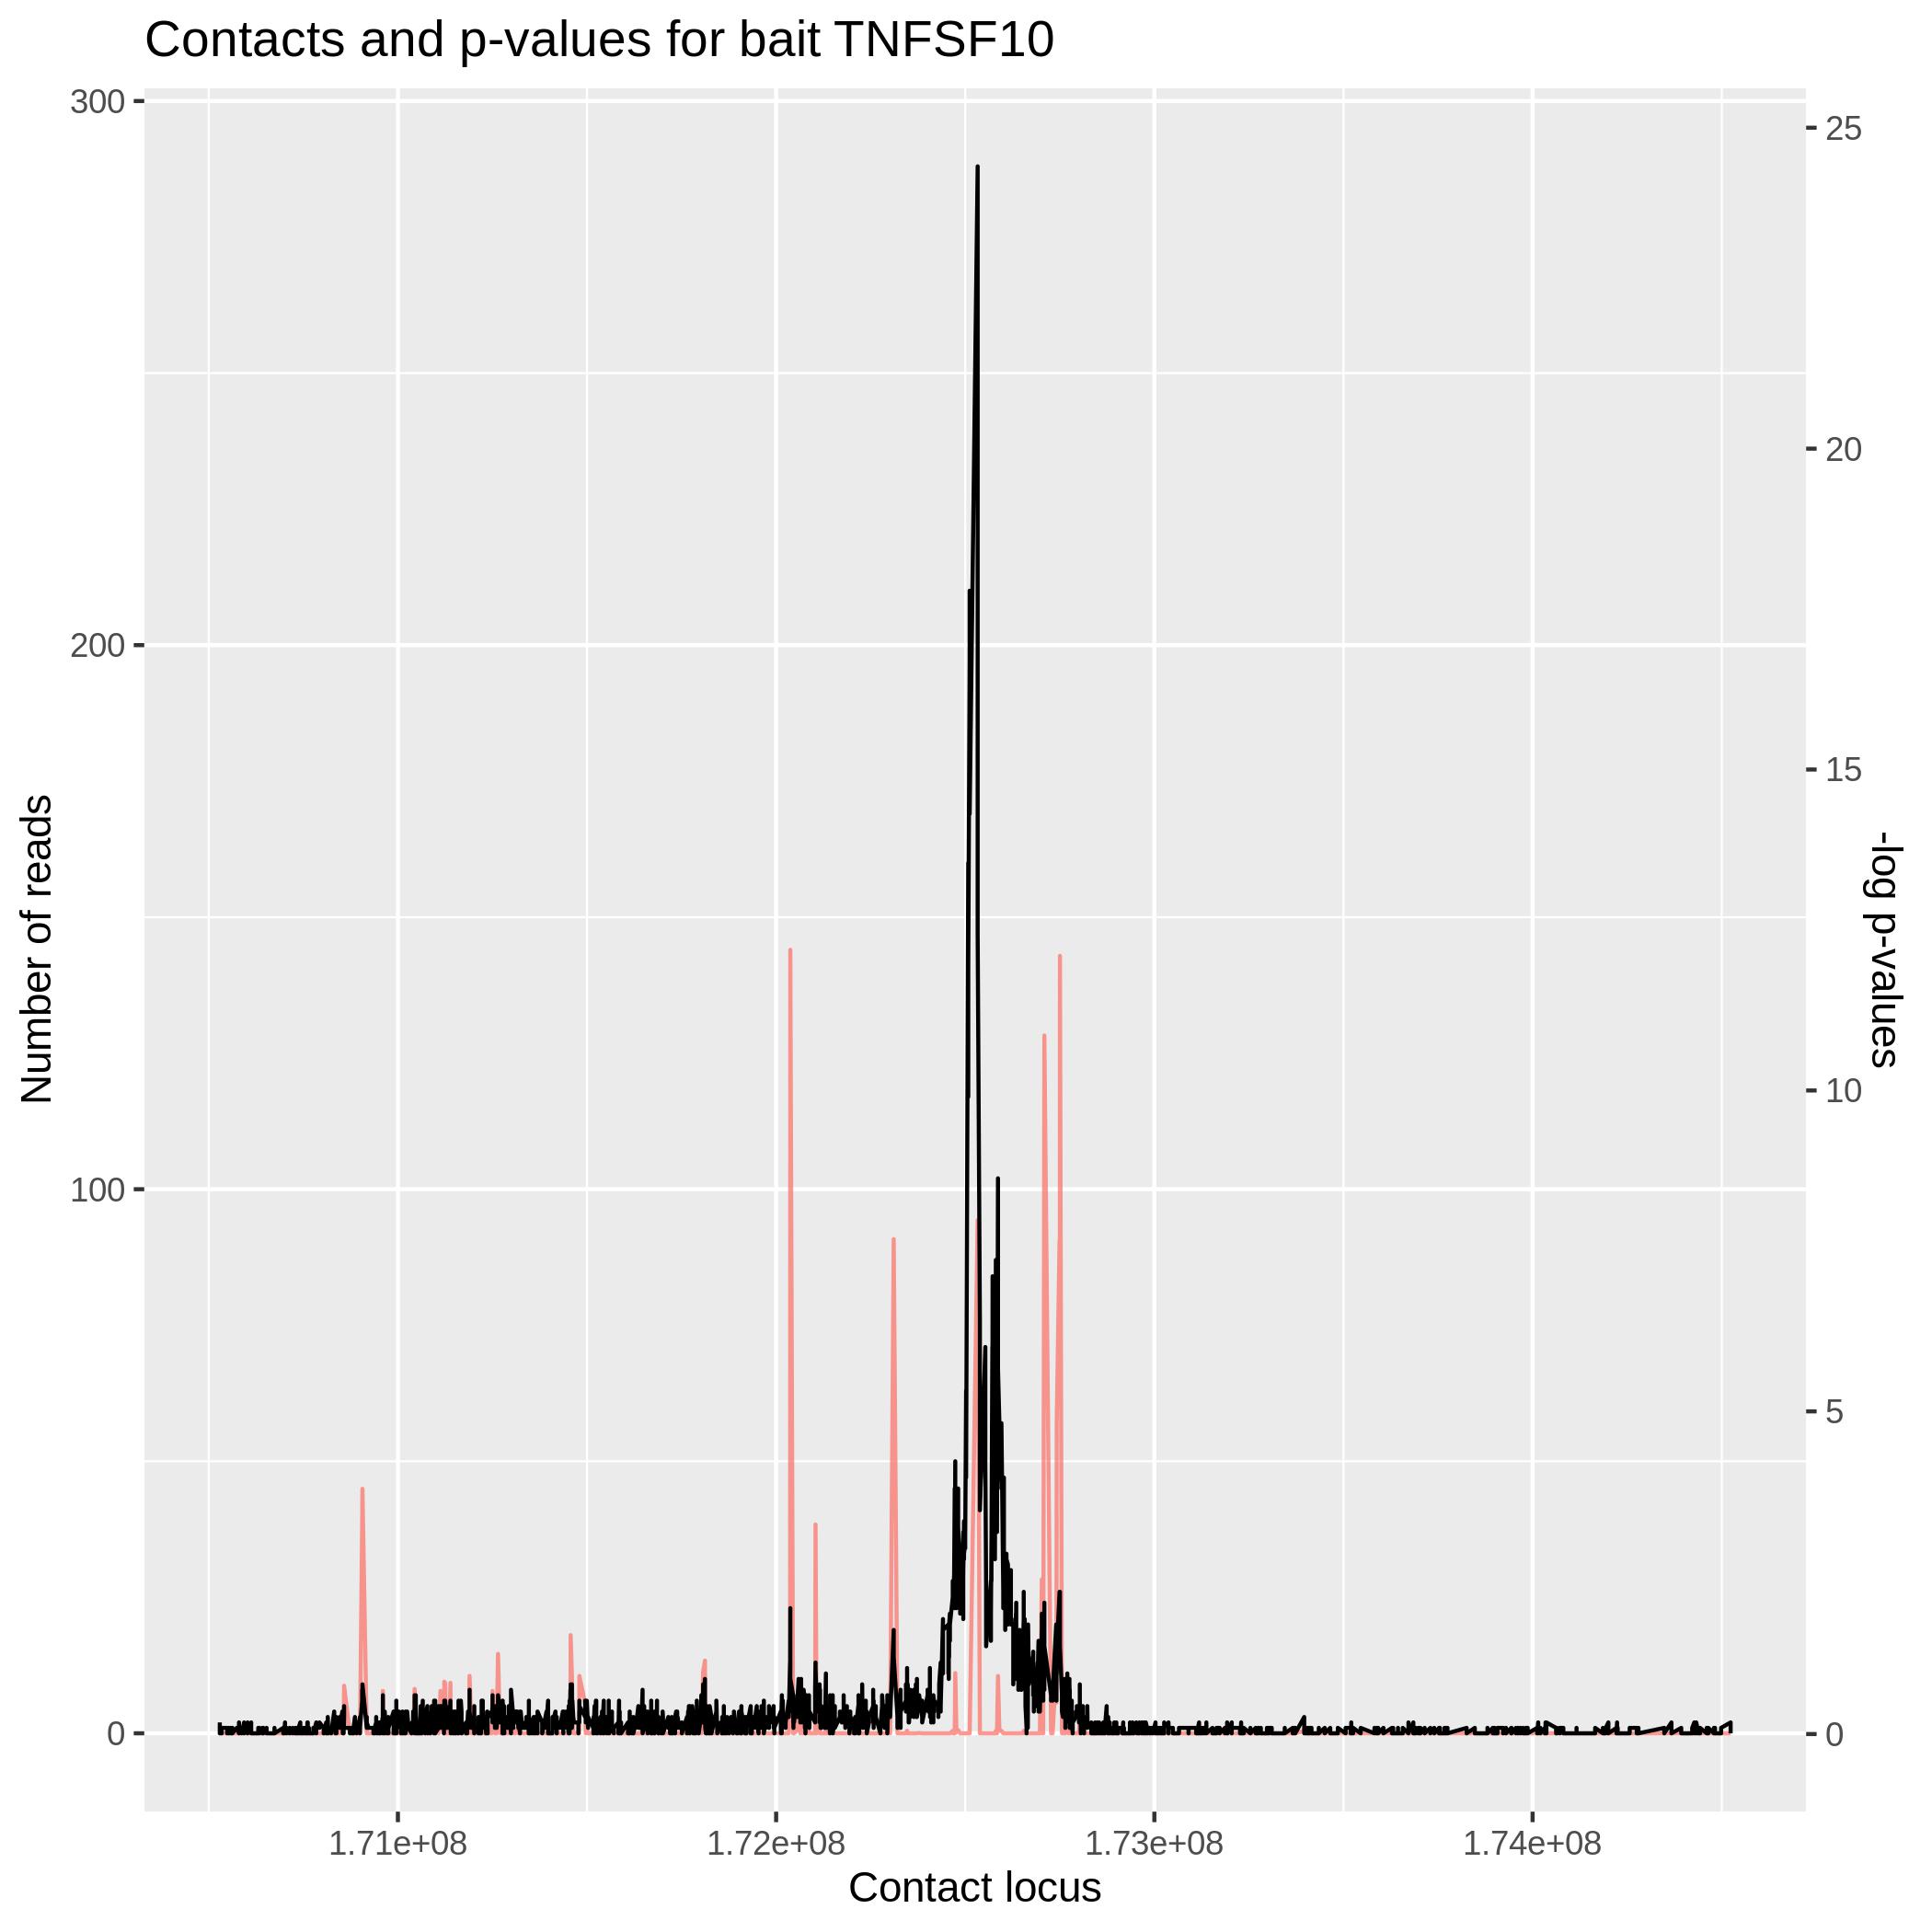 Contacts and p-values for bait TNFSF10
300
200
100
0
Number of reads
25
20
15
10
5
0
-log p-values
1.71e+08
1.72e+08
1.73e+08
1.74e+08
Contact locus